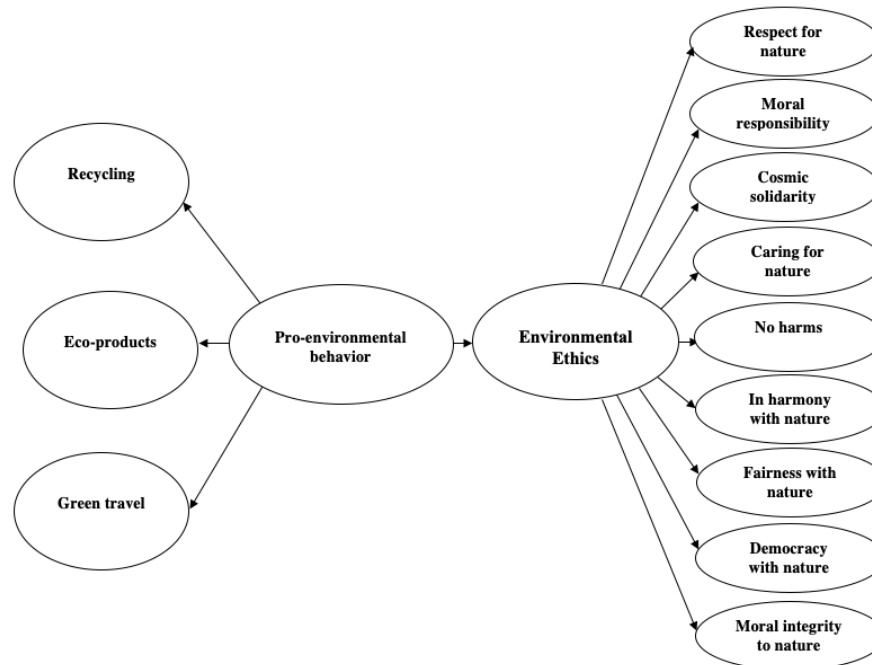 Recycling
Eco-products
Green travel
Pro-environmental
behavior
Environmental
Ethics
Respect for
nature
Moral
responsibility
Cosmic
solidarity
Caring for
nature
No harms
In harmony
with nature
Fairness with
nature
Democracy
with nature
Moral integrity
to nature